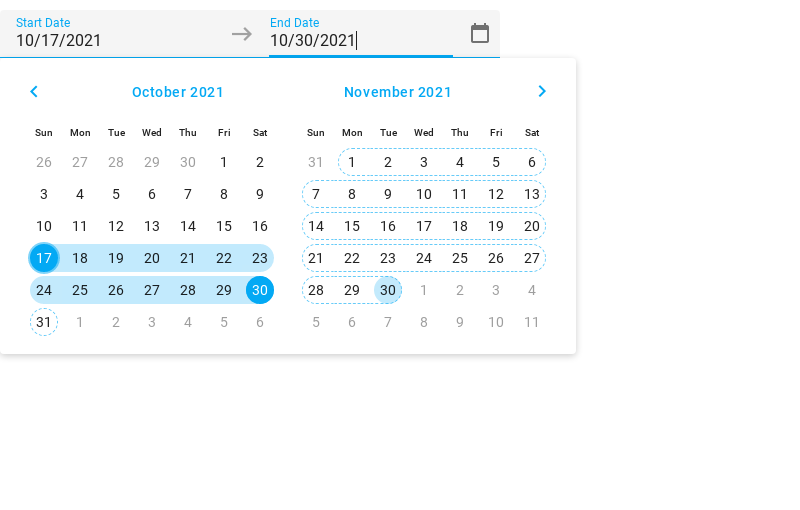 Start Date
10/17/2021
End Date
10/30/2021
October 2021
Sun Mon Tue Wed Thu Fri Sat
26 27 28 29 30 1 2
3 4 5 6 7 8 9
10 11 12 13 14 15 16
17 18 19 20 21 22 23
24 25 26 27 28 29 30
31 1 2 3 4 5 6
November 2021
Sun Mon Tue Wed Thu Fri Sat
31 1 2 3 4 5 6
7 8 9 10 11 12 13
14 15 16 17 18 19 20
21 22 23 24 25 26 27
28 29 30 1 2 3 4
5 6 7 8 9 10 11